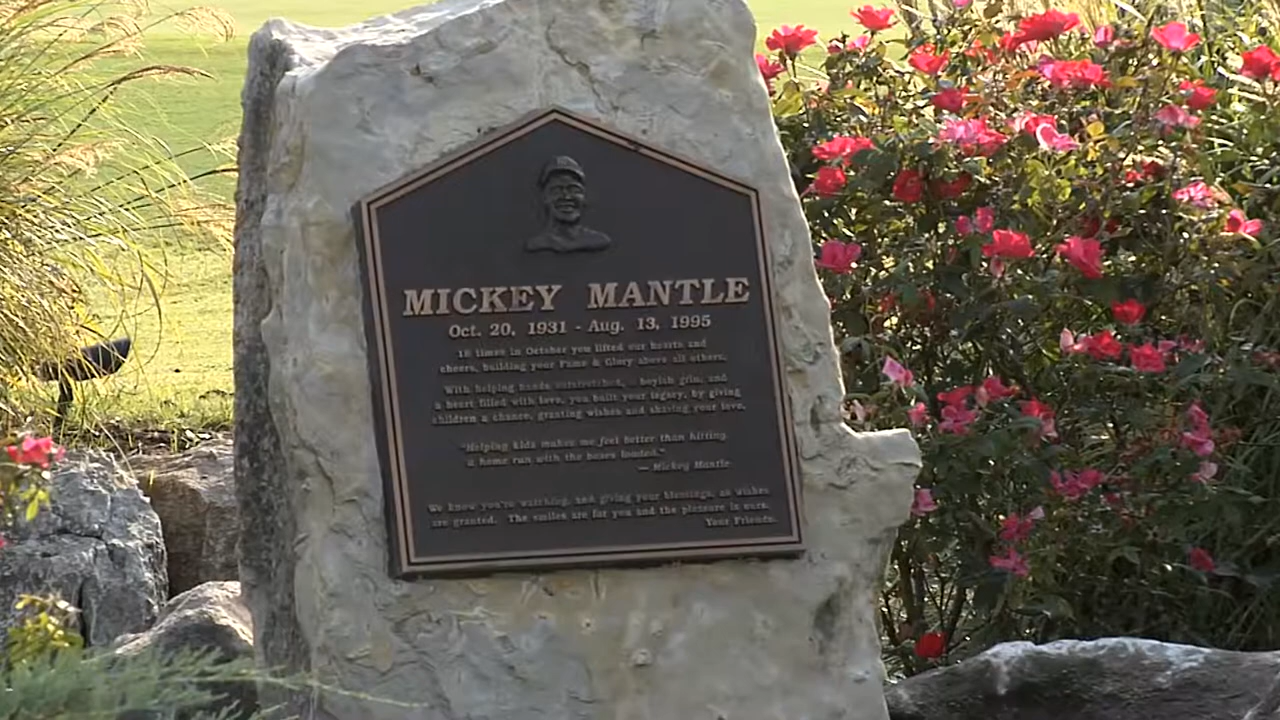 MICKEY MANTLE
Oct. 20, 1931 - Aug. 13, 1995
18 times in October you lifted our hearts and
cheers, building your Fame & Glory above all others.
With helping hands outstretched, a boyish grin, and
a heart filled with love, you built your legacy, by giving
children a chance, granting wishes and sharing your love.
"Helping kids makes me feel better than hitting
a home run with the bases loaded."
— Mickey Mantle
We know you're watching, and giving your blessings, as wishes
are granted. The smiles are for you and the pleasure is ours.
Your Friends.